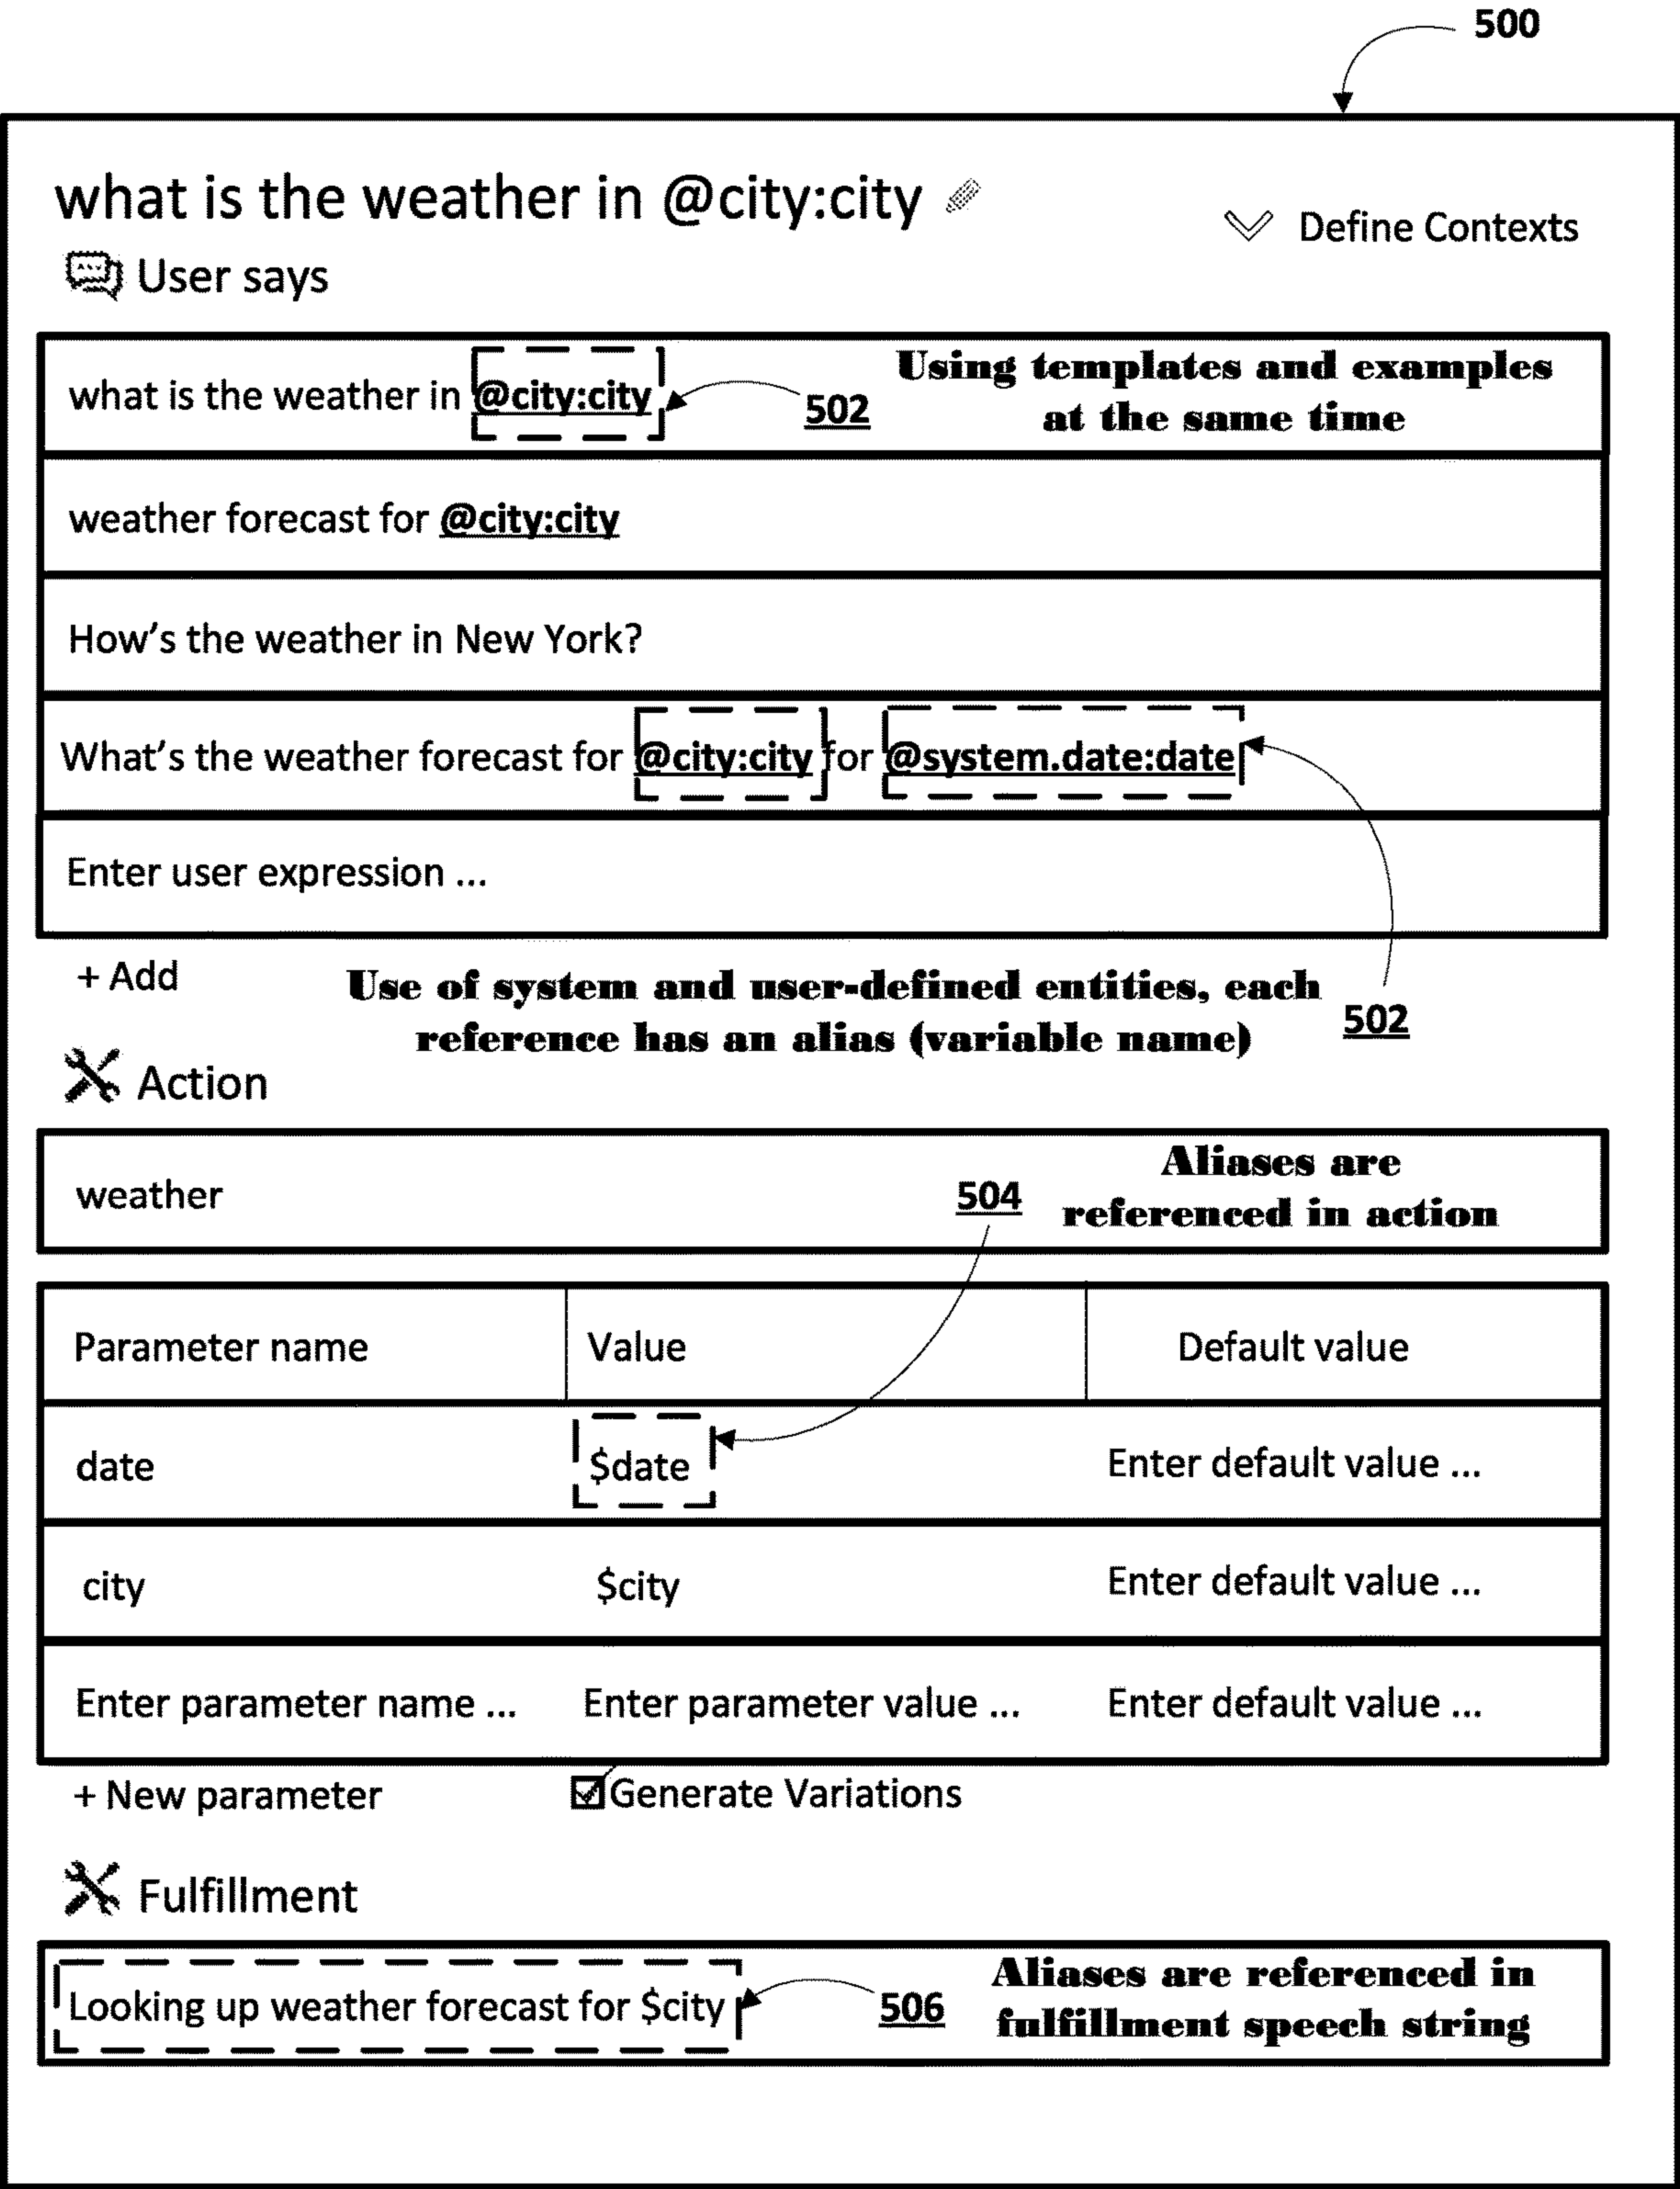 500
what is the weather in @city:city
Define Contexts
User says
what is the weather in @city:city
502
Using templates and examples
at the same time
weather forecast for @city:city
How's the weather in New York?
What's the weather forecast for @city:city for @system.date:date
Enter user expression ...
+ Add
Use of system and user-defined entities, each
reference has an alias (variable name)
502
Action
weather
504
Aliases are
referenced in action
Parameter name Value Default value
date $date Enter default value ...
city $city Enter default value ...
Enter parameter name ... Enter parameter value ... Enter default value ...
+ New parameter Generate Variations
Fulfillment
Looking up weather forecast for $city
506
Aliases are referenced in
fulfillment speech string